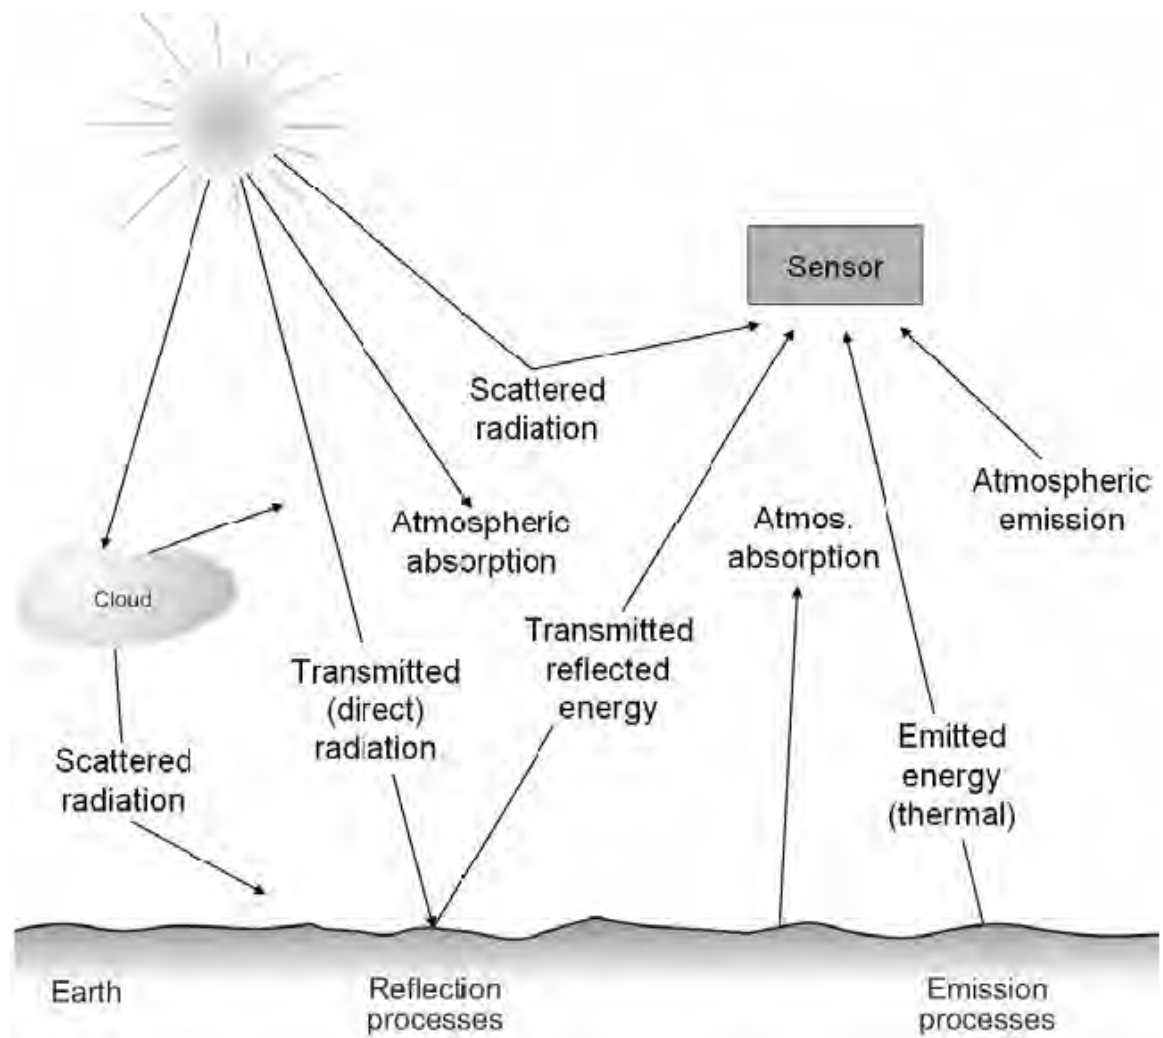 Sensor
Scattered
radiation
Atmospheric
emission
Atmospheric
absorption
Atmos.
absorption
Cloud
Transmitted
reflected
energy
Transmitted
(direct)
radiation
Emitted
energy
(thermal)
Scattered
radiation
Earth
Reflection
processes
Emission
processes